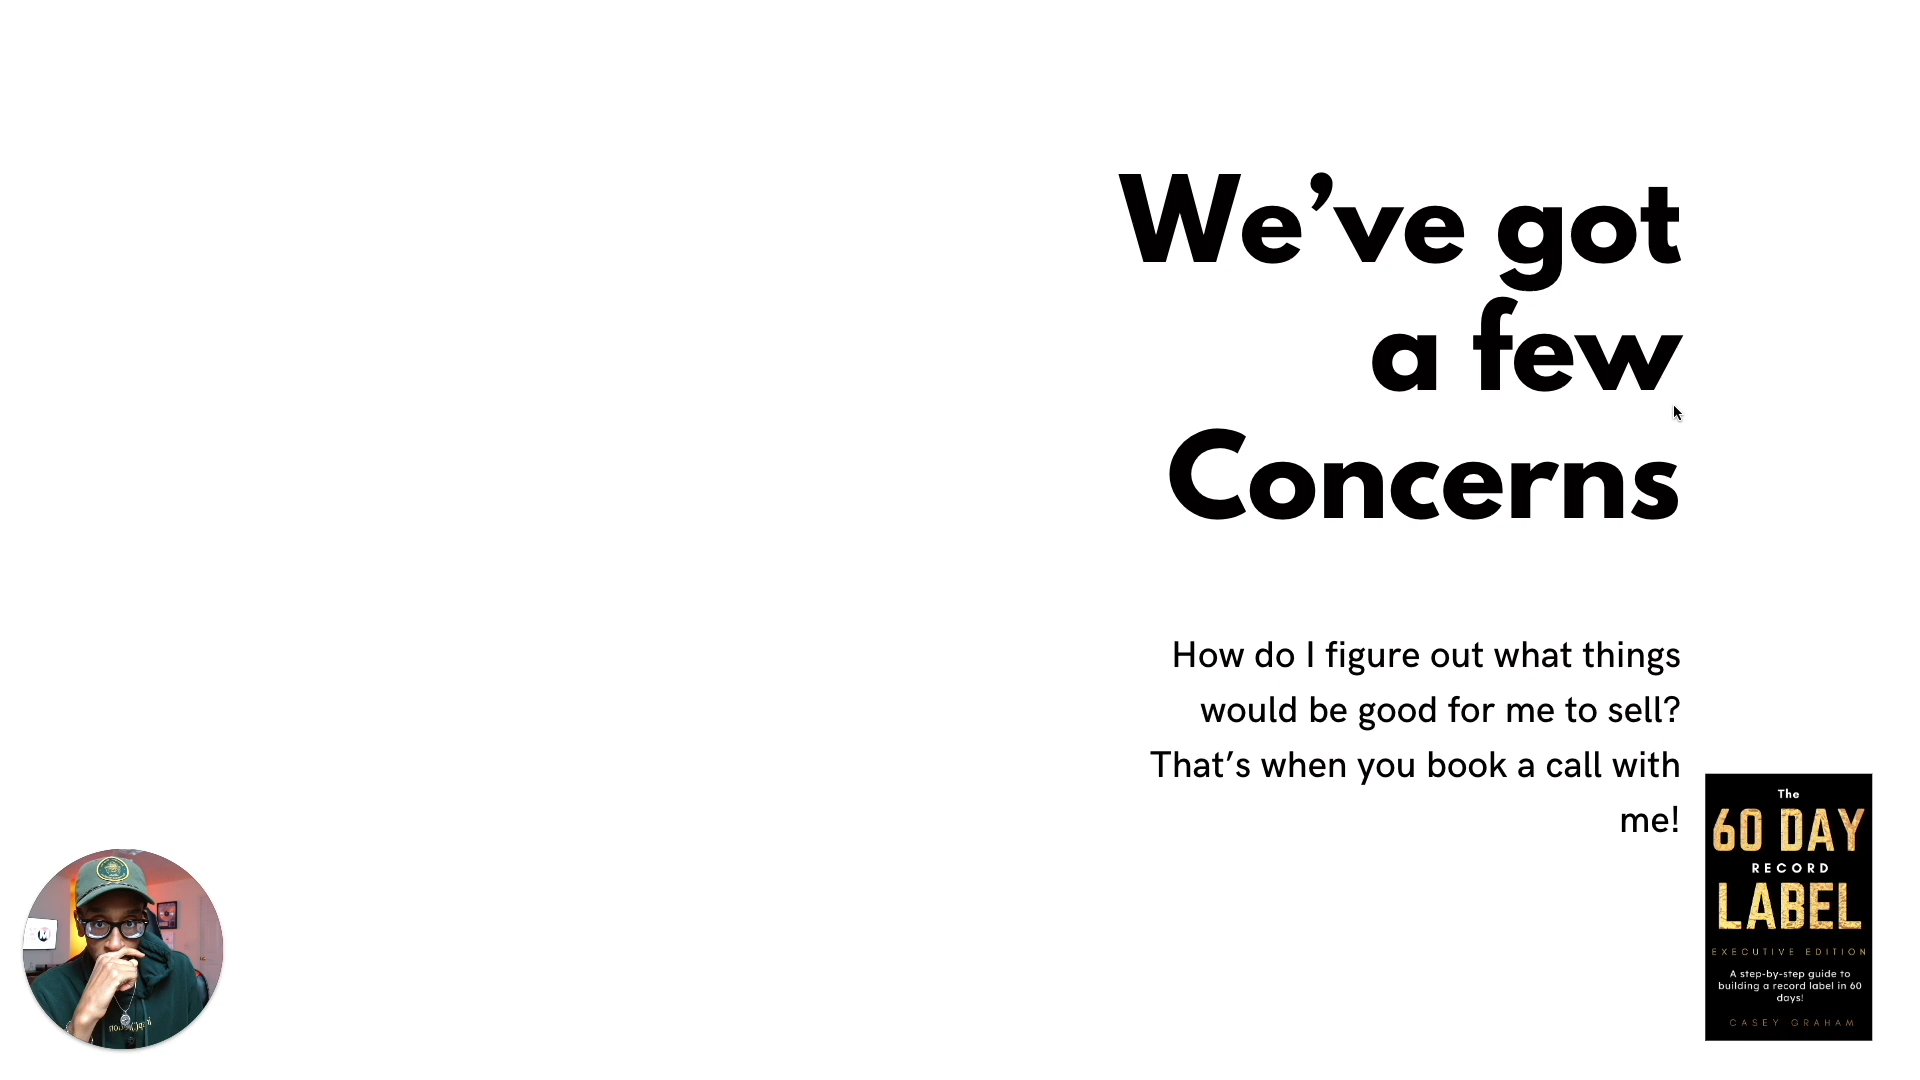 We’ve got
a few
Concerns
How do I figure out what things
would be good for me to sell?
That’s when you book a call with
me!
The
60 DAY
RECORD
LABEL
EXECUTIVE EDITION
A step-by-step guide to
building a record label in 60
days!
CASEY GRAHAM